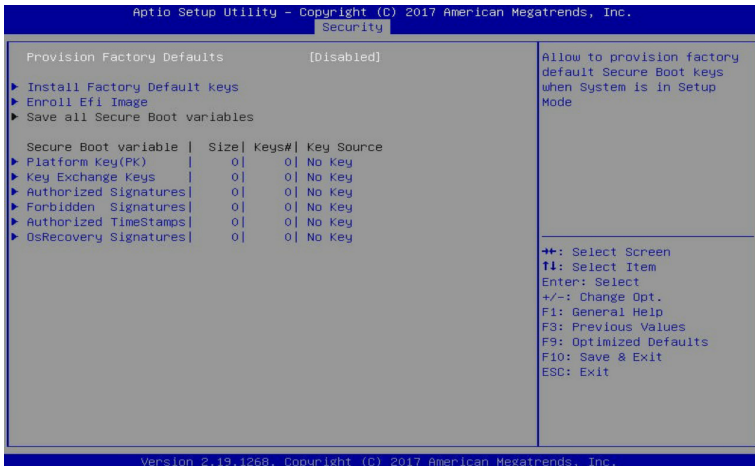 Aptio Setup Utility – Copyright (C) 2017 American Megatrends, Inc.
Security
Provision Factory Defaults [Disabled]
Install Factory Default keys
Enroll Efi Image
Save all Secure Boot variables
Secure Boot variable | Size| Keys#| Key Source
Platform Key(PK) | 0| 0| No Key
Key Exchange Keys | 0| 0| No Key
Authorized Signatures| 0| 0| No Key
Forbidden Signatures| 0| 0| No Key
Authorized TimeStamps| 0| 0| No Key
OsRecovery Signatures| 0| 0| No Key
Allow to provision factory
default Secure Boot keys
when System is in Setup
Mode
→←: Select Screen
↑↓: Select Item
Enter: Select
+/-: Change Opt.
F1: General Help
F3: Previous Values
F9: Optimized Defaults
F10: Save & Exit
ESC: Exit
Version 2.19.1268. Copyright (C) 2017 American Megatrends, Inc.